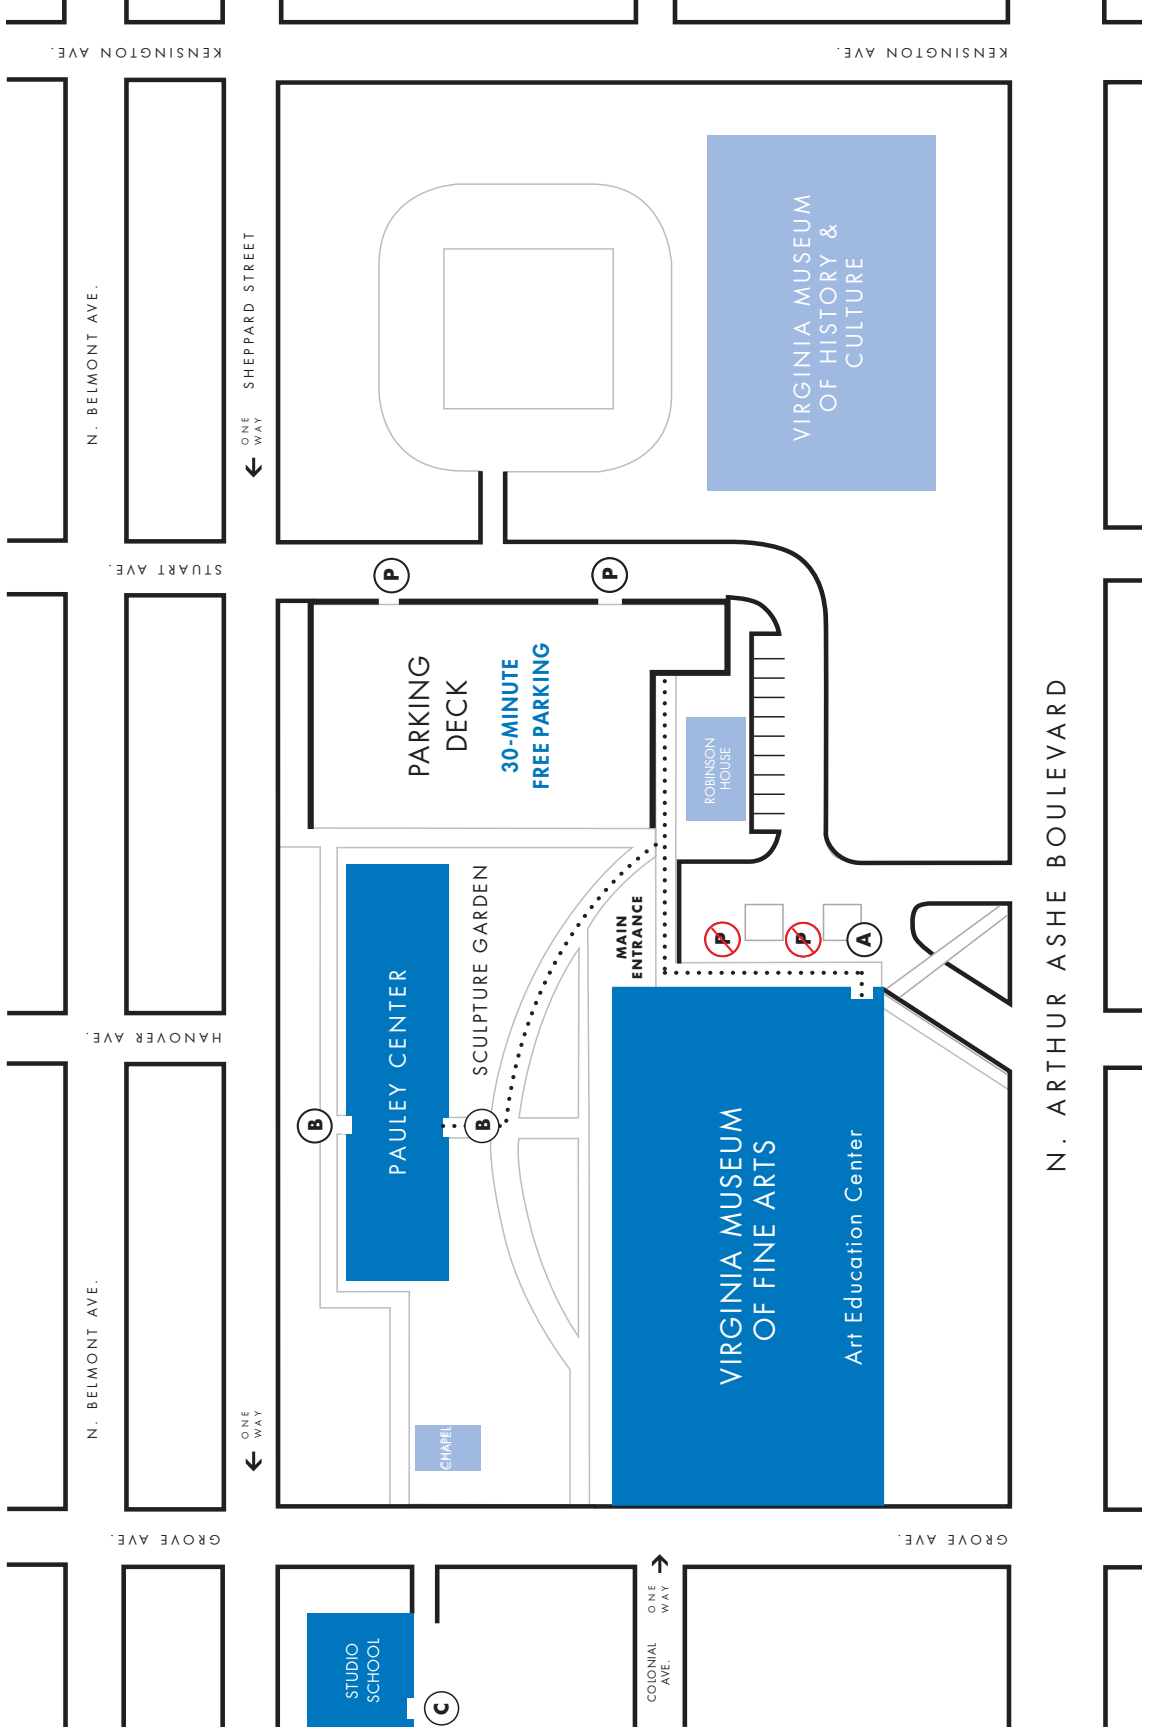 KENSINGTON AVE.
KENSINGTON AVE.
VIRGINIA MUSEUM
OF HISTORY &
CULTURE
SHEPPARD STREET
N. BELMONT AVE.
ONE
WAY
STUART AVE.
P
P
PARKING
DECK
30-MINUTE
FREE PARKING
ROBINSON
HOUSE
N. ARTHUR ASHE BOULEVARD
SCULPTURE GARDEN
MAIN
ENTRANCE
P
P
A
PAULEY CENTER
HANOVER AVE.
B
B
VIRGINIA MUSEUM
OF FINE ARTS
Art Education Center
N. BELMONT AVE.
ONE
WAY
CHAPEL
GROVE AVE.
GROVE AVE.
ONE
WAY
COLONIAL
AVE.
STUDIO
SCHOOL
C